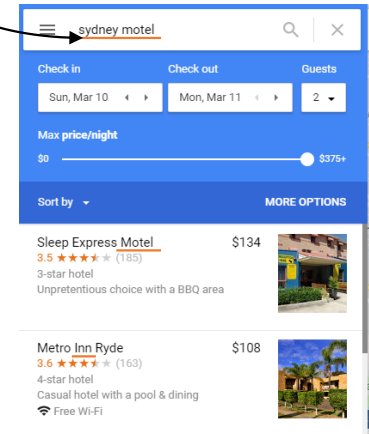 sydney motel
Check in Check out Guests
Sun, Mar 10 Mon, Mar 11 2
Max price/night
$0 $375+
Sort by MORE OPTIONS
Sleep Express Motel $134
3.5 ★★★★★ (185)
3-star hotel
Unpretentious choice with a BBQ area
Metro Inn Ryde $108
3.6 ★★★★★ (163)
4-star hotel
Casual hotel with a pool & dining
Free Wi-Fi